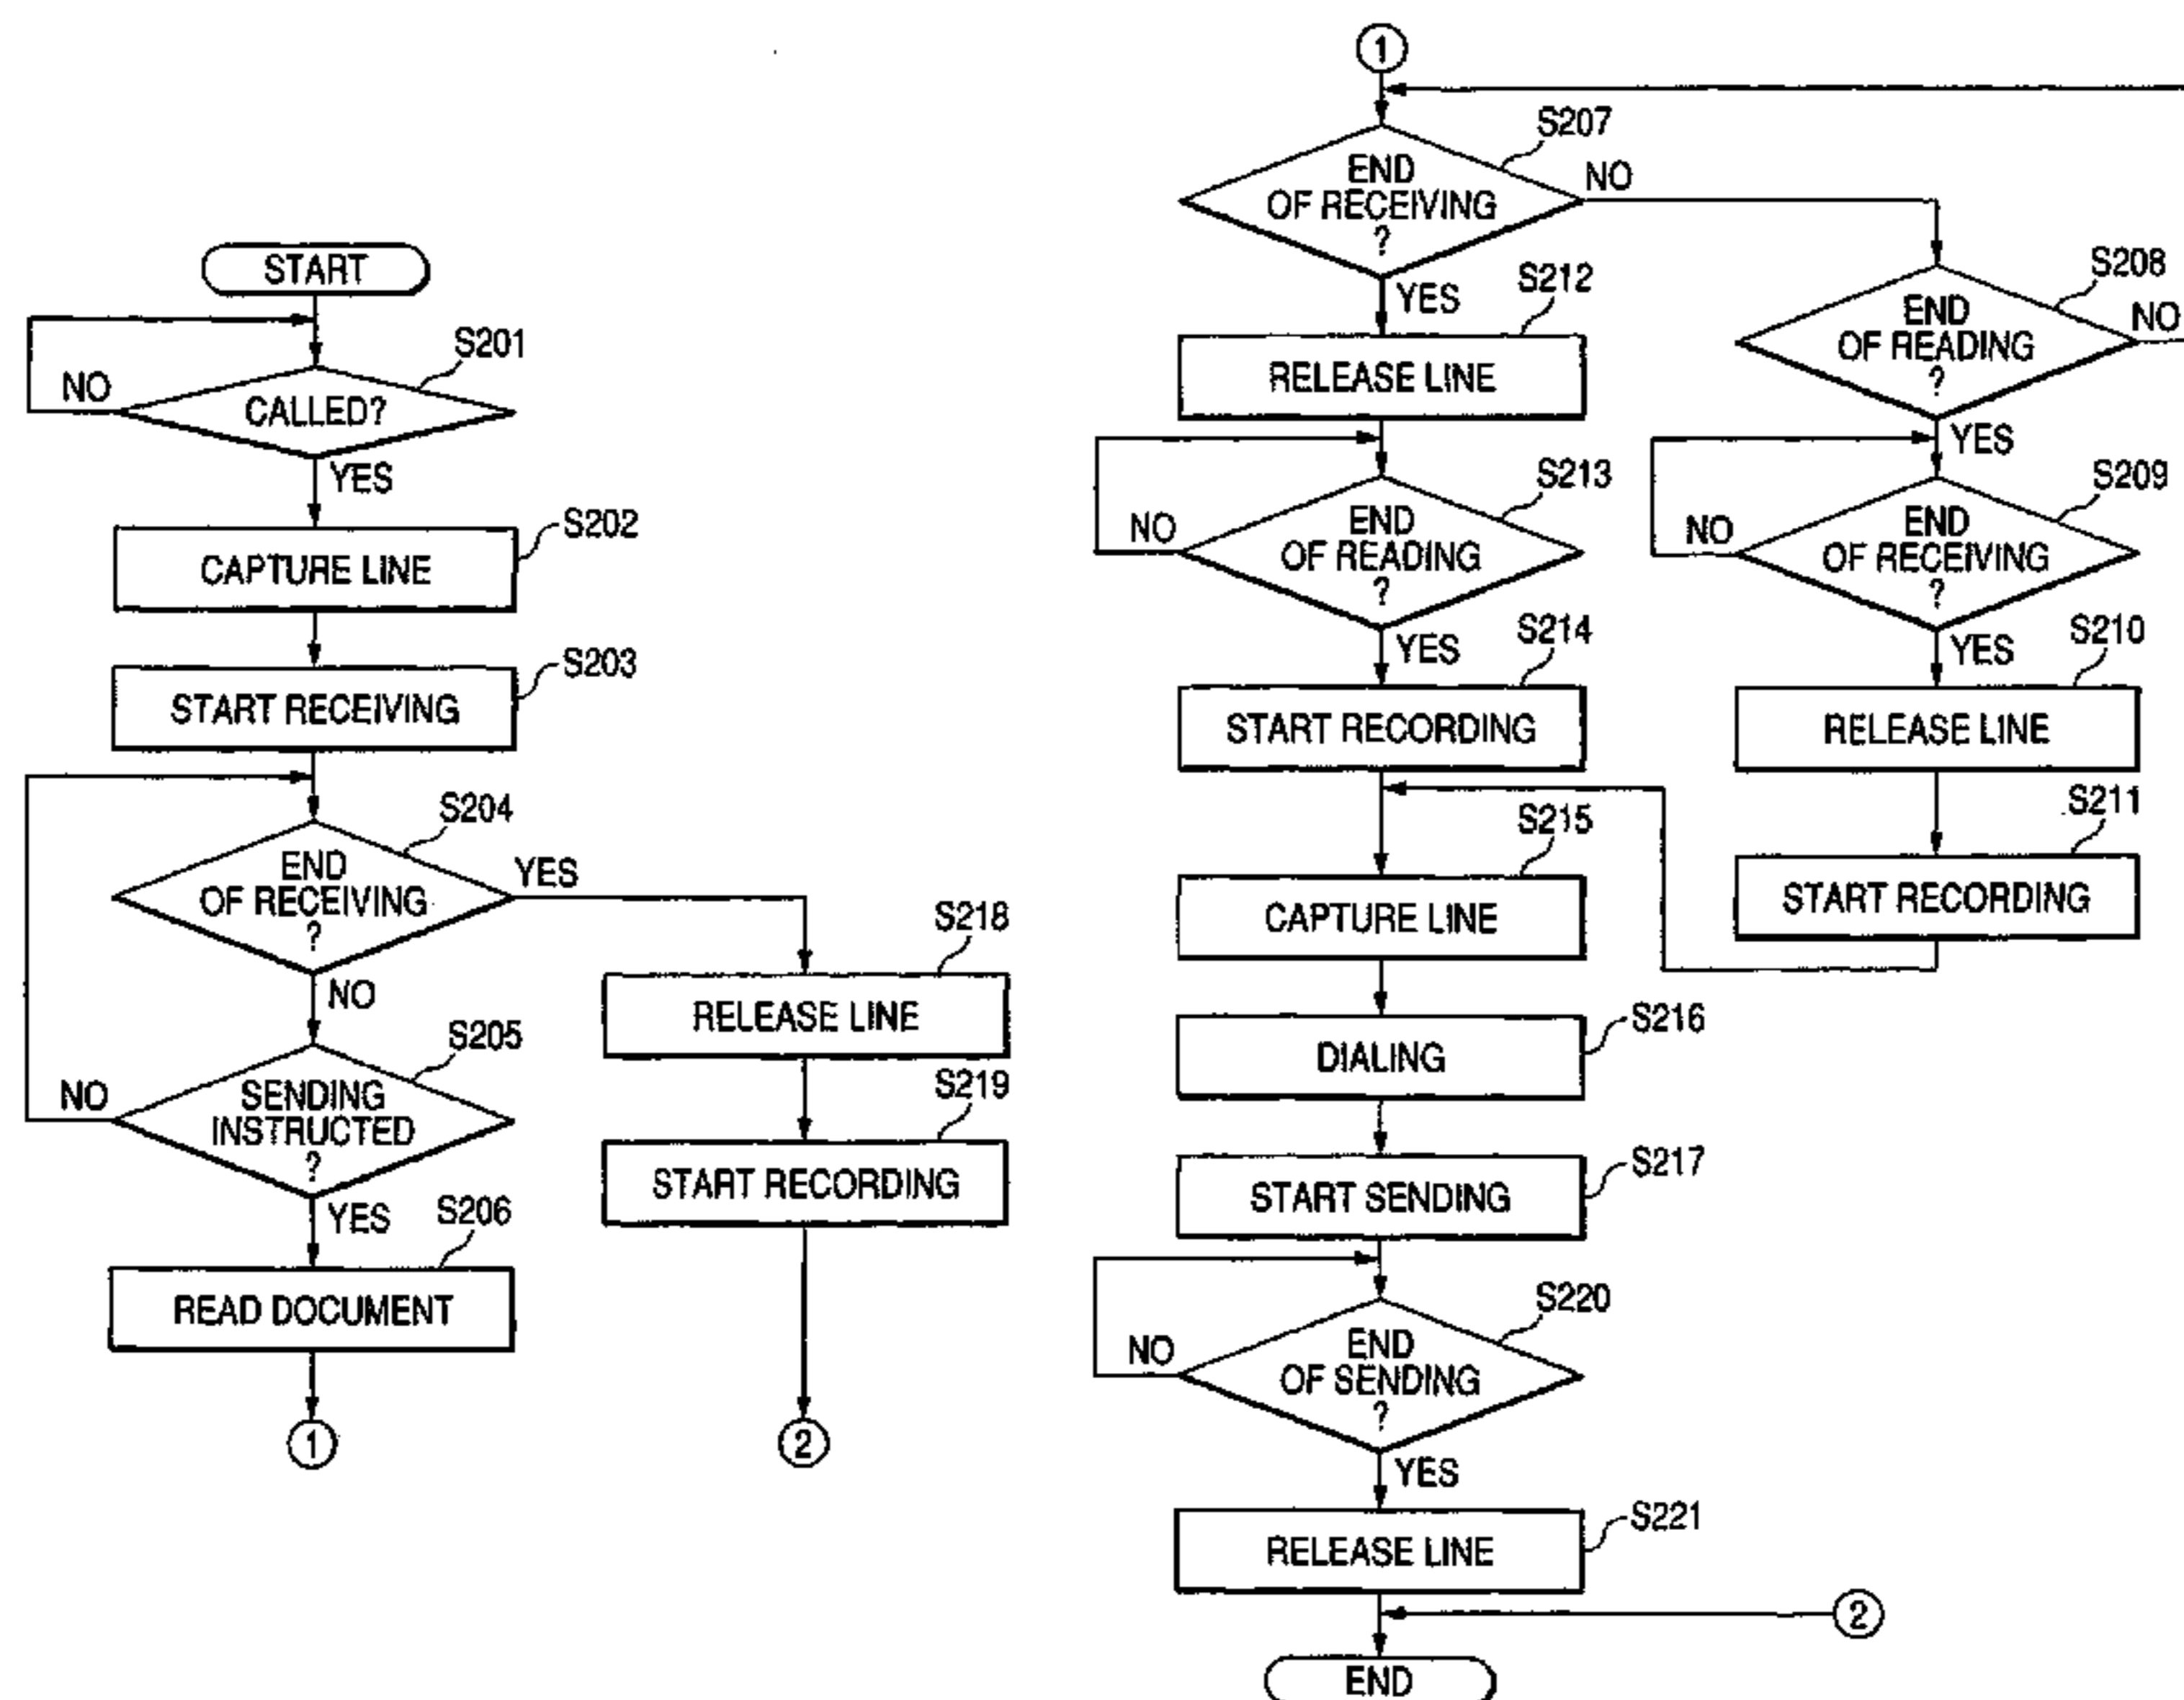 START
S201
NO
CALLED?
YES
S202
CAPTURE LINE
S203
START RECEIVING
S204
END
OF RECEIVING
?
YES
NO
S205
NO
SENDING
INSTRUCTED
?
YES
S206
READ DOCUMENT
1
S218
RELEASE LINE
S219
START RECORDING
2
1
S207
END
OF RECEIVING
?
NO
YES
S212
RELEASE LINE
S213
NO
END
OF READING
?
YES
S214
START RECORDING
S215
CAPTURE LINE
S216
DIALING
S217
START SENDING
S220
NO
END
OF SENDING
?
YES
S221
RELEASE LINE
2
END
S208
END
OF READING
?
NO
YES
S209
NO
END
OF RECEIVING
?
YES
S210
RELEASE LINE
S211
START RECORDING